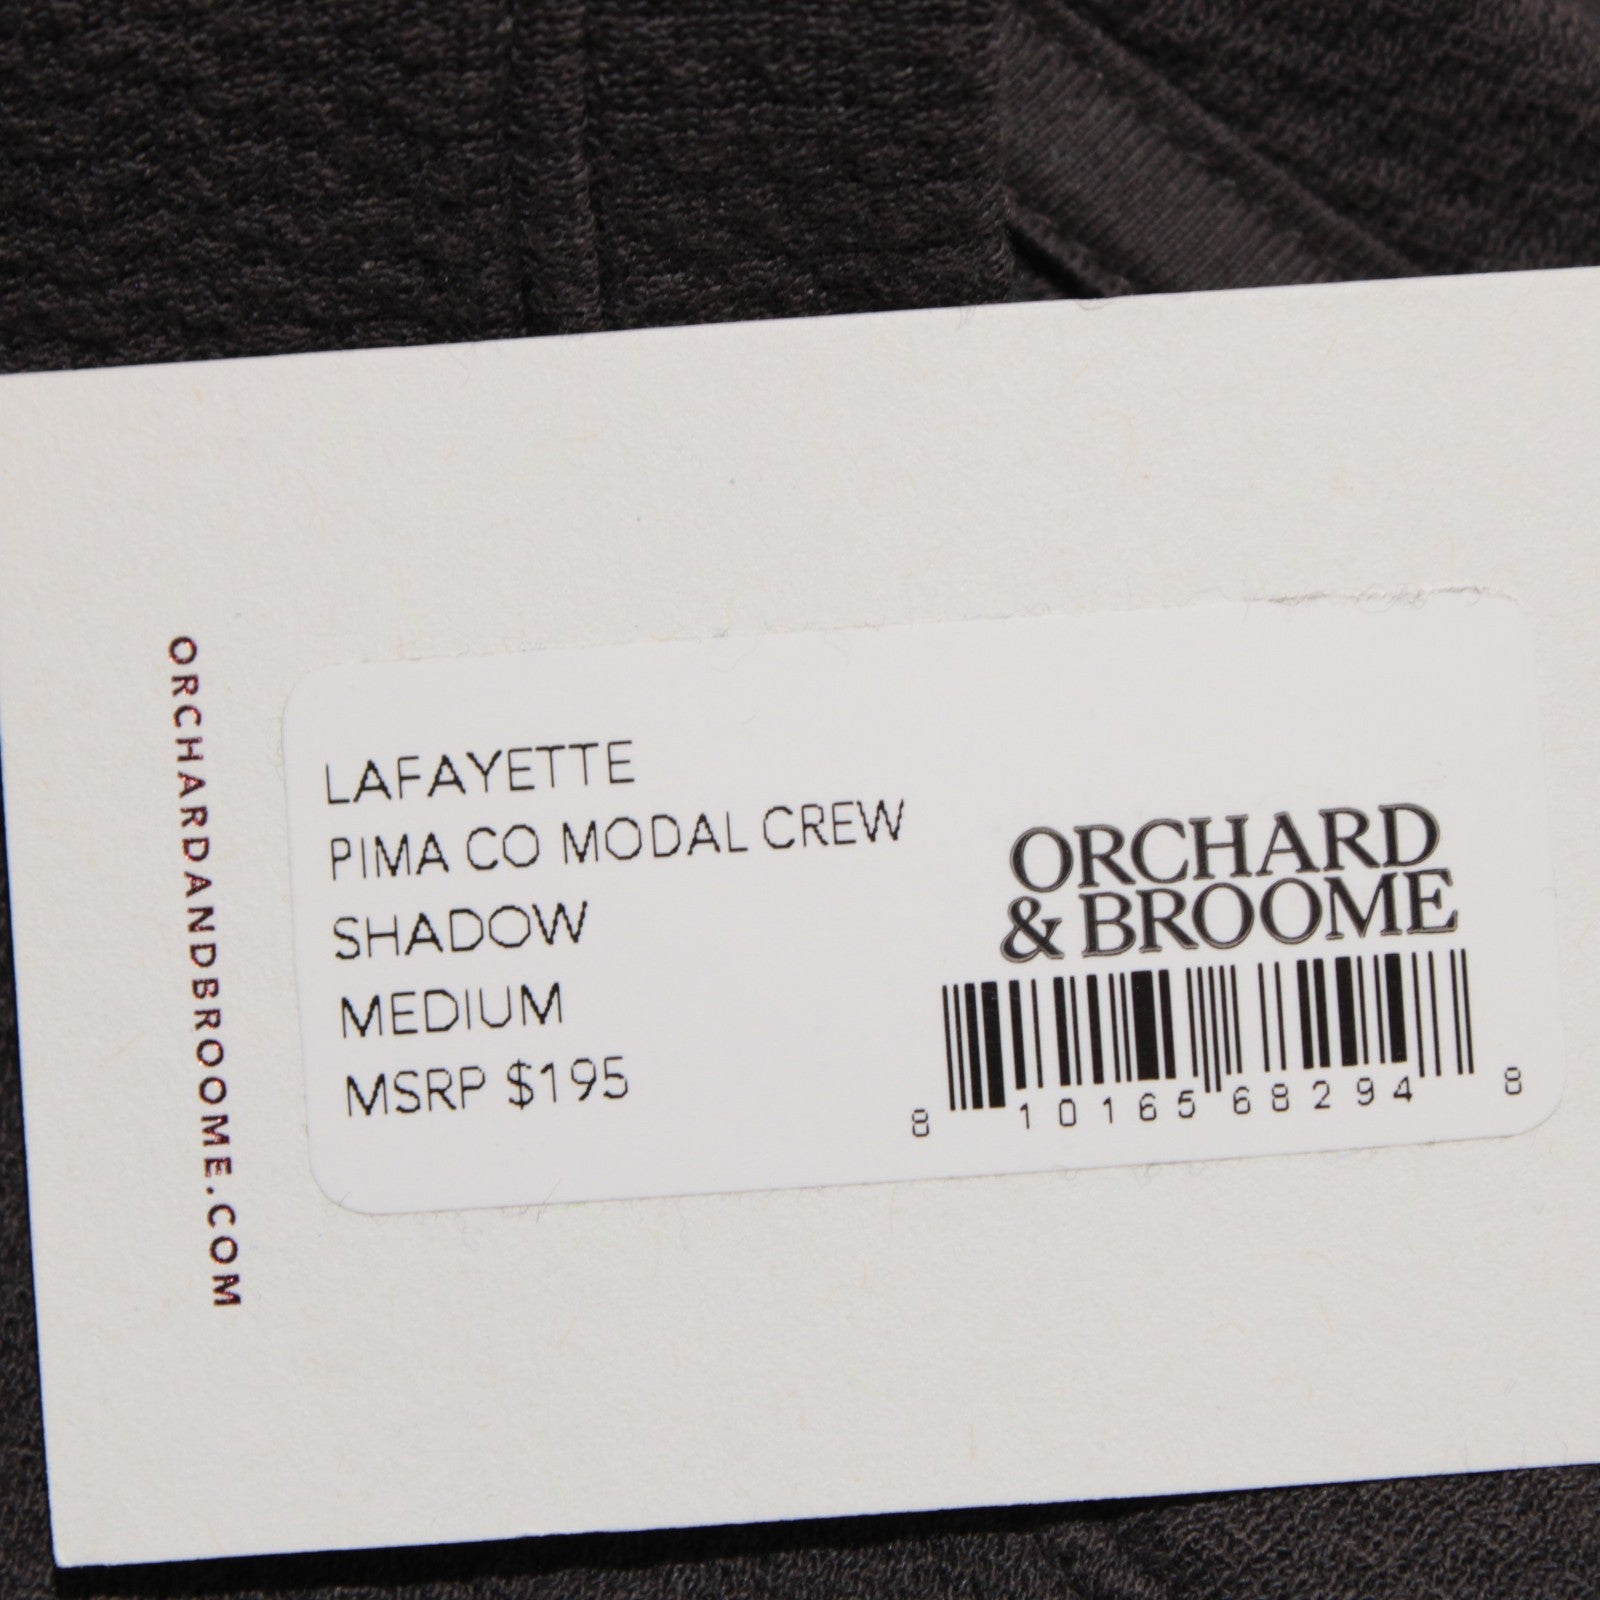 ORCHARDANDBROOME.COM
LAFAYETTE
PIMA CO MODAL CREW
SHADOW
MEDIUM
MSRP $195
ORCHARD
& BROOME
8 10165 68294 8